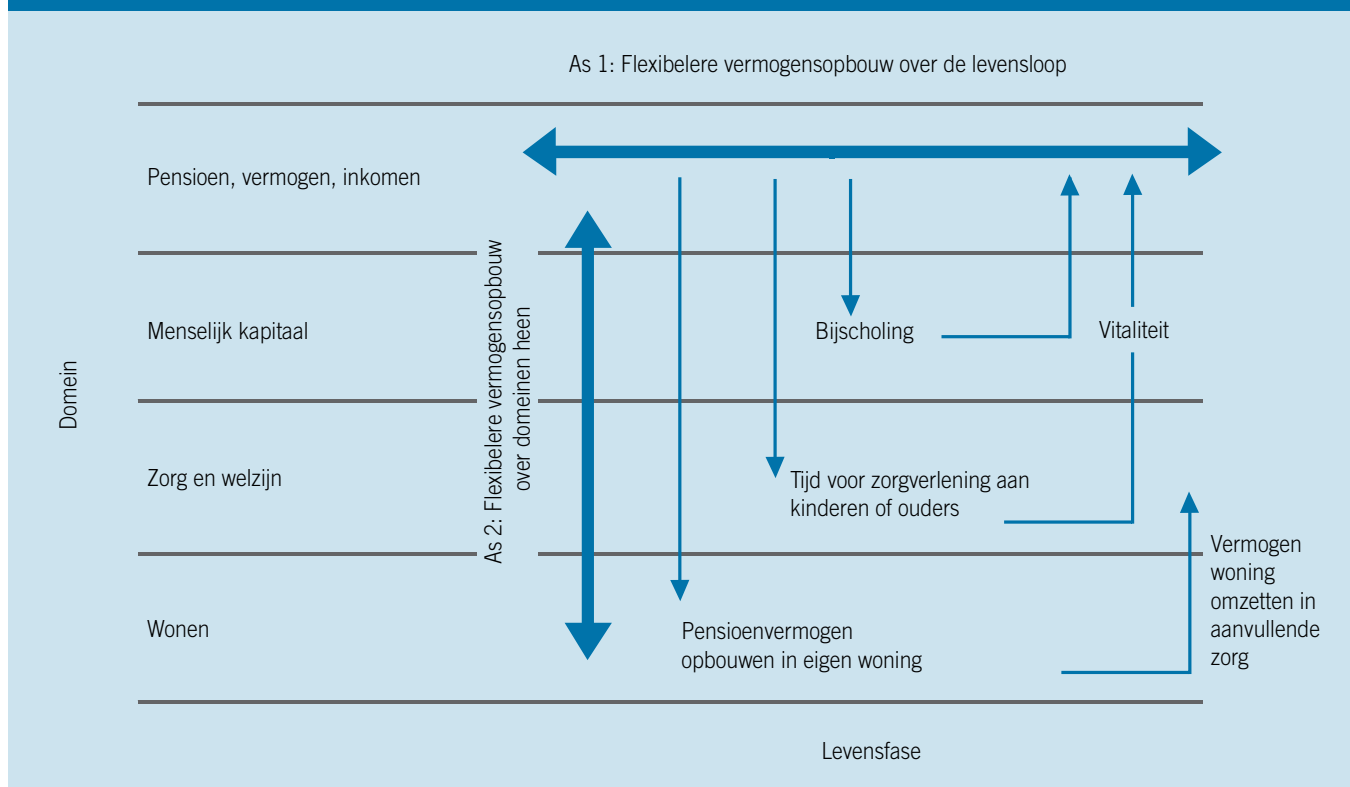 As 1: Flexibelere vermogensopbouw over de levensloop
Pensioen, vermogen, inkomen
As 2: Flexibelere vermogensopbouw
over domeinen heen
Domein
Menselijk kapitaal
Bijscholing
Vitaliteit
Zorg en welzijn
Tijd voor zorgverlening aan
kinderen of ouders
Wonen
Pensioenvermogen
opbouwen in eigen woning
Vermogen
woning
omzetten in
aanvullende
zorg
Levensfase